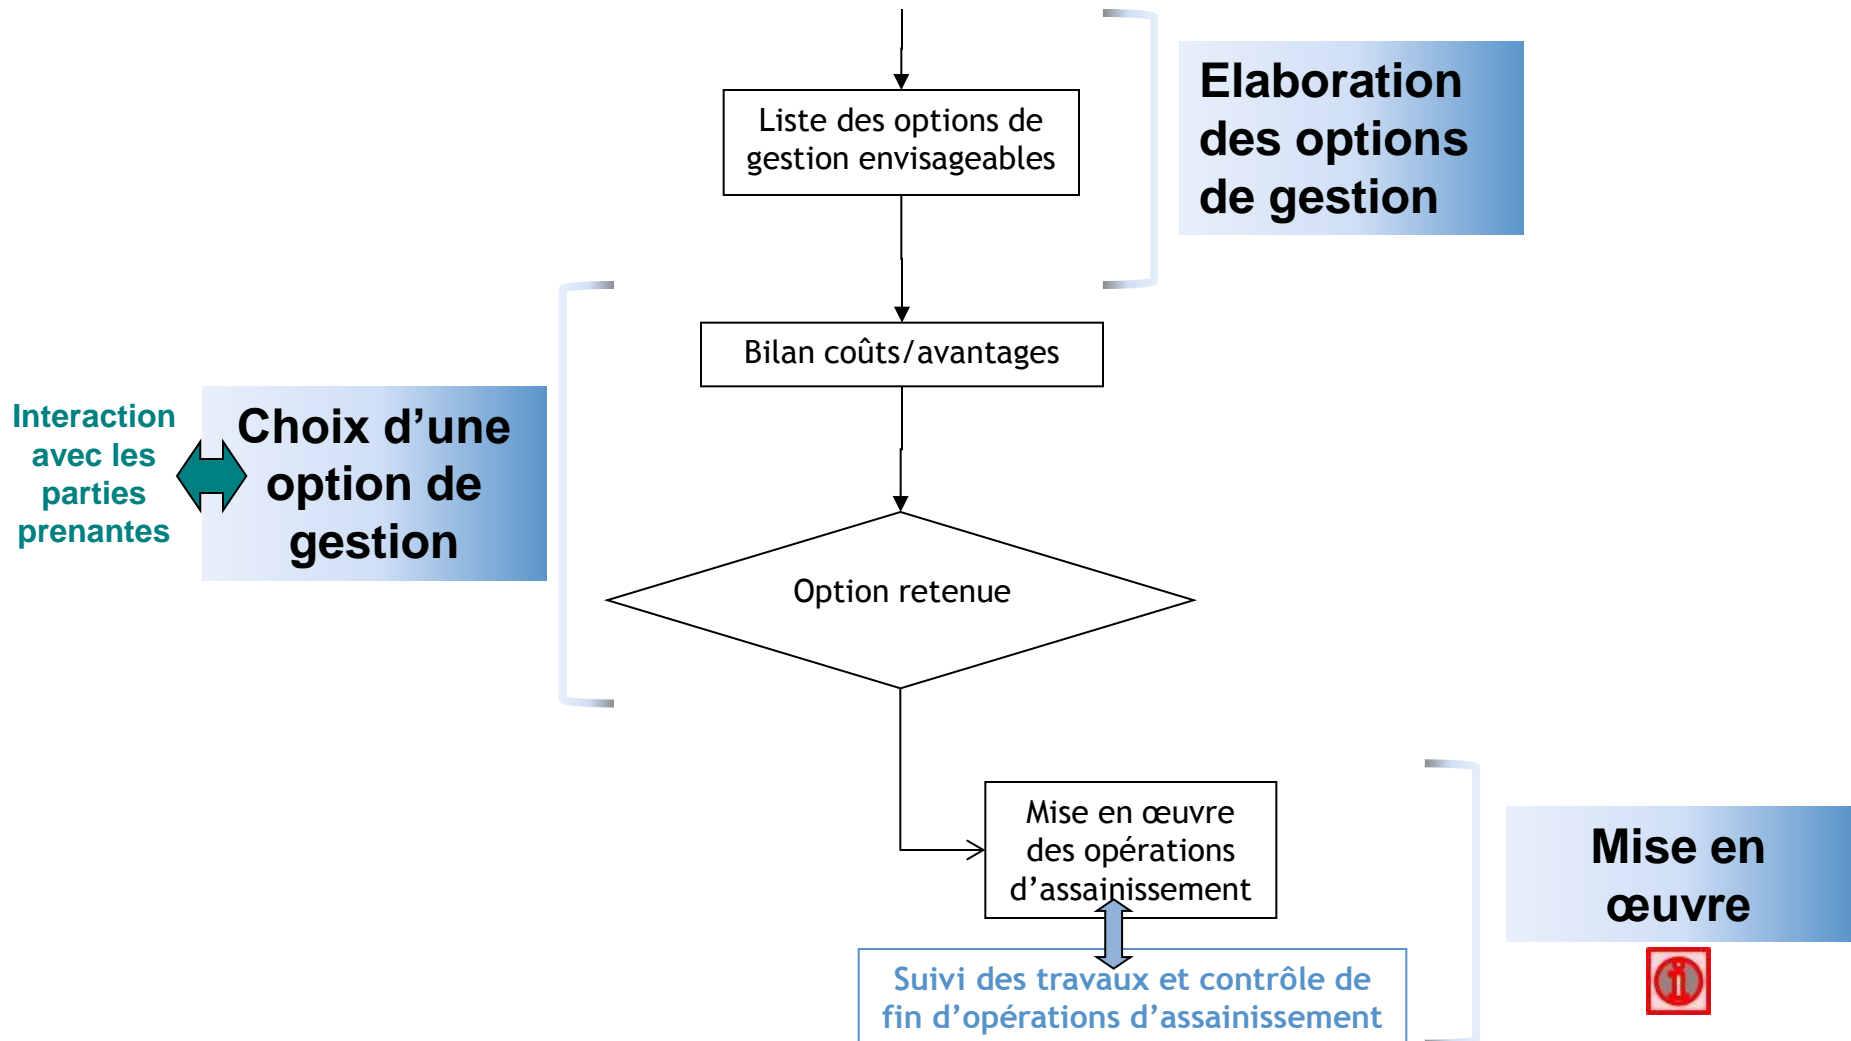 Elaboration
des options
de gestion
Liste des options de
gestion envisageables
Bilan coûts/avantages
Interaction
avec les
parties
prenantes
Choix d’une
option de
gestion
Option retenue
Mise en œuvre
des opérations
d’assainissement
Mise en
œuvre
Suivi des travaux et contrôle de
fin d’opérations d’assainissement